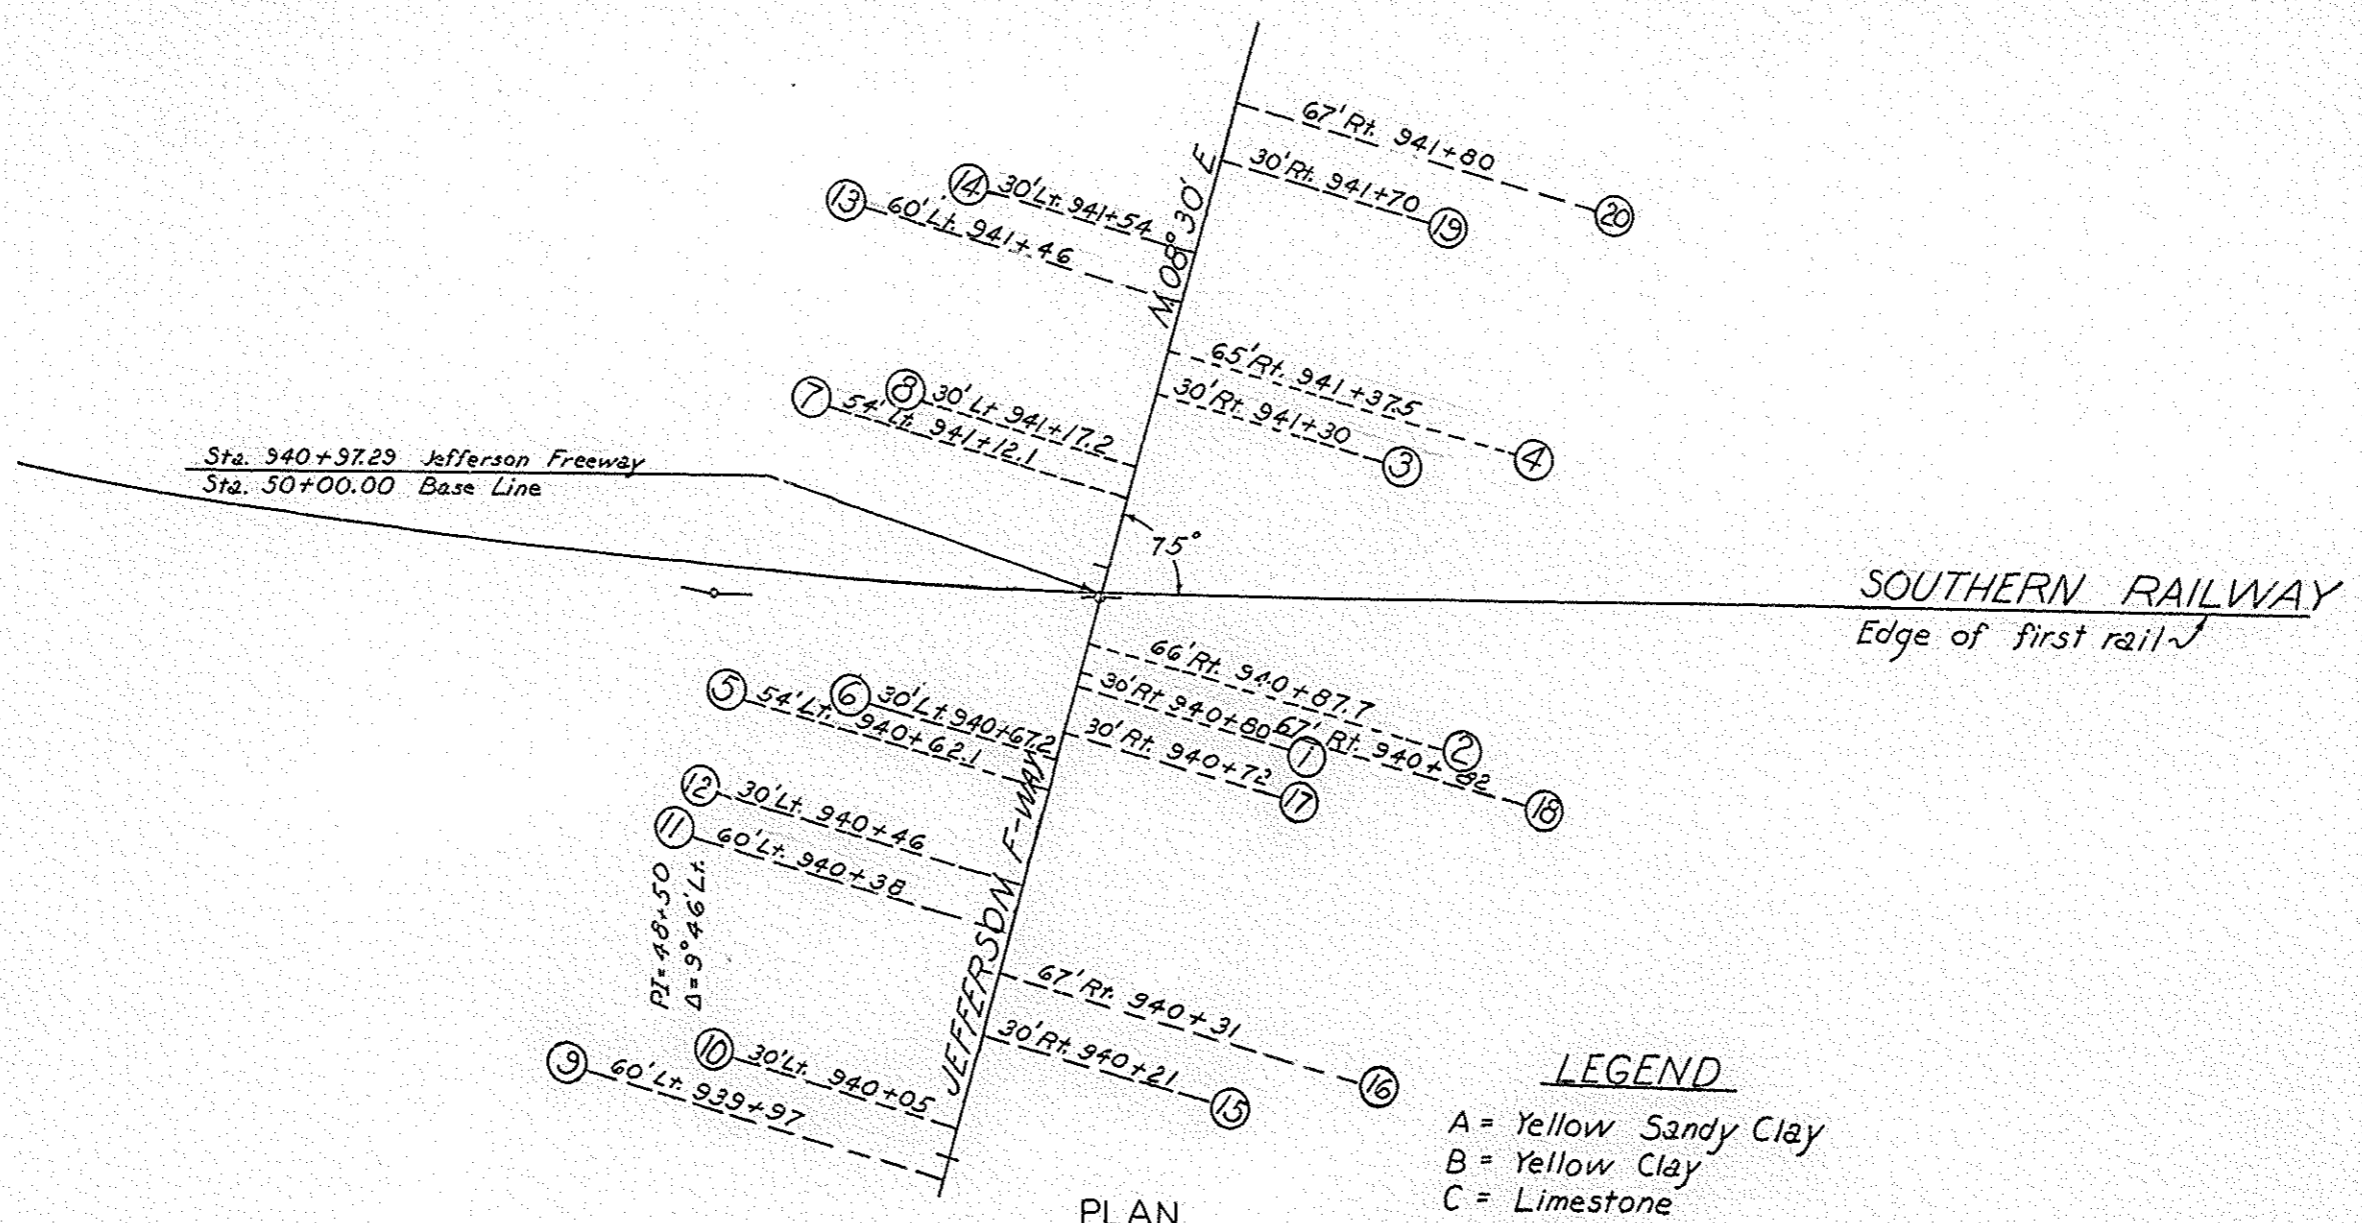 67' Rt. 941+80
30' Rt. 941+70
20
19
14 30' Lt. 941+54
13 60' Lt. 941+46
N 08° 30' E
65' Rt. 941+37.5
30' Rt. 941+30
4
3
8 30' Lt 941+17.2
7 54' Lt. 941+12.1
Sta. 940+97.29 Jefferson Freeway
Sta. 50+00.00 Base Line
75°
SOUTHERN RAILWAY
Edge of first rail
66' Rt. 940+87.7
2
30' Rt 940+80
1
67' Rt. 940+82
18
30' Rt. 940+72
17
6 30' Lt. 940+67.2
5 54' Lt. 940+62.1
12 30' Lt. 940+46
11 60' Lt. 940+38
PI = 48+50
Δ = 9° 46' Lt.
JEFFERSON F-WAY
67' Rt. 940+31
16
30' Rt. 940+21
15
10 30' Lt. 940+05
9 60' Lt. 939+97
LEGEND
A = Yellow Sandy Clay
B = Yellow Clay
C = Limestone
PLAN